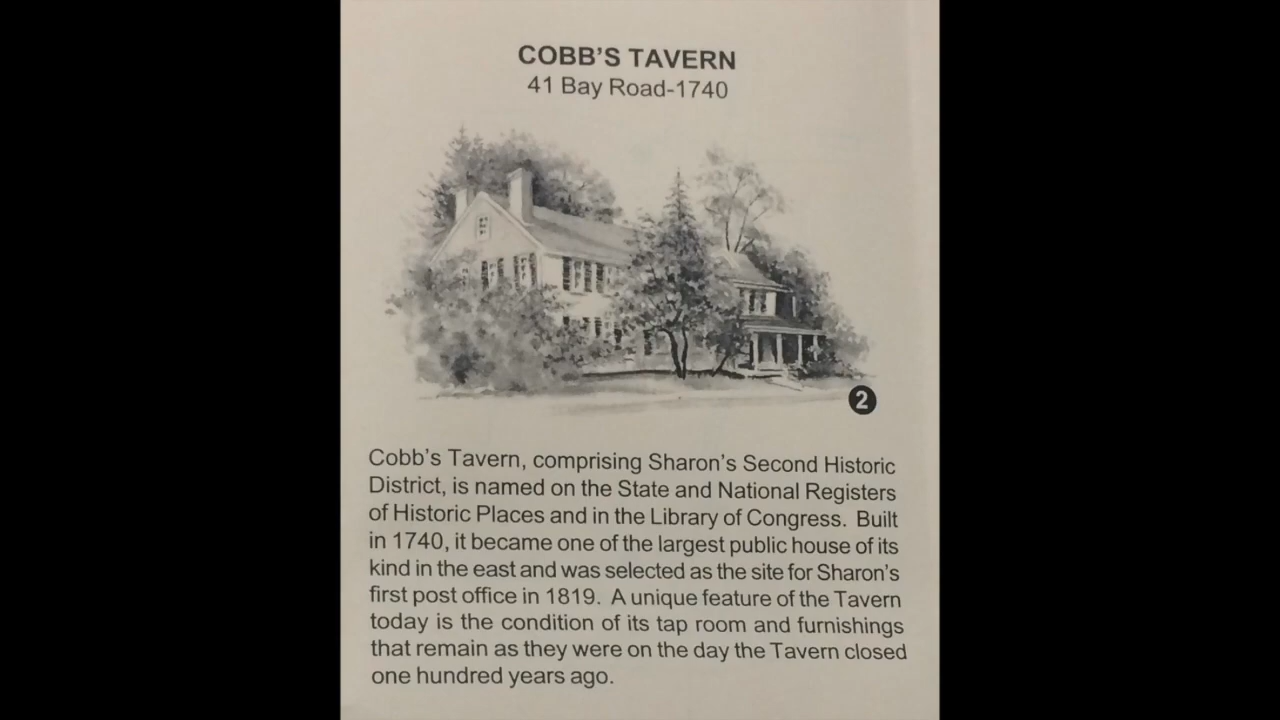 COBB'S TAVERN
41 Bay Road-1740
2
Cobb's Tavern, comprising Sharon's Second Historic
District, is named on the State and National Registers
of Historic Places and in the Library of Congress. Built
in 1740, it became one of the largest public house of its
kind in the east and was selected as the site for Sharon's
first post office in 1819. A unique feature of the Tavern
today is the condition of its tap room and furnishings
that remain as they were on the day the Tavern closed
one hundred years ago.